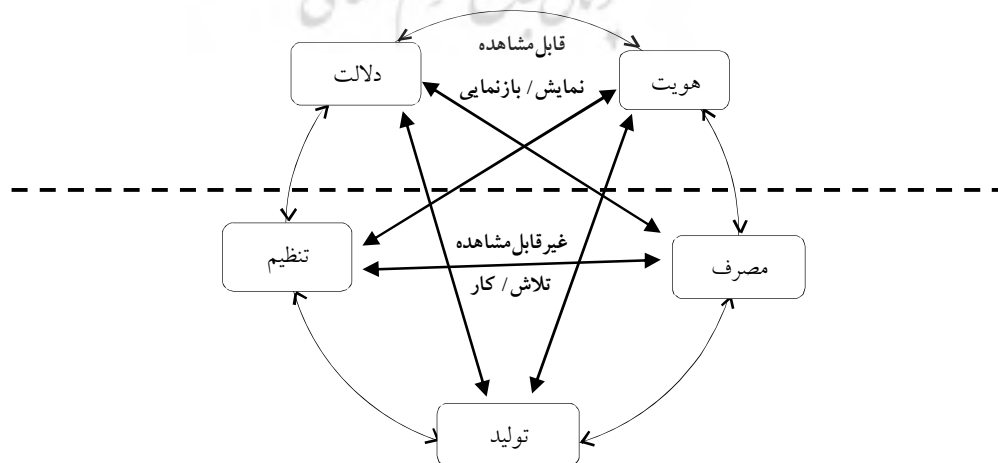 قابل‌مشاهده
دلالت
هویت
نمایش/ بازنمایی
غیرقابل‌مشاهده
تنظیم
مصرف
تلاش/ کار
تولید